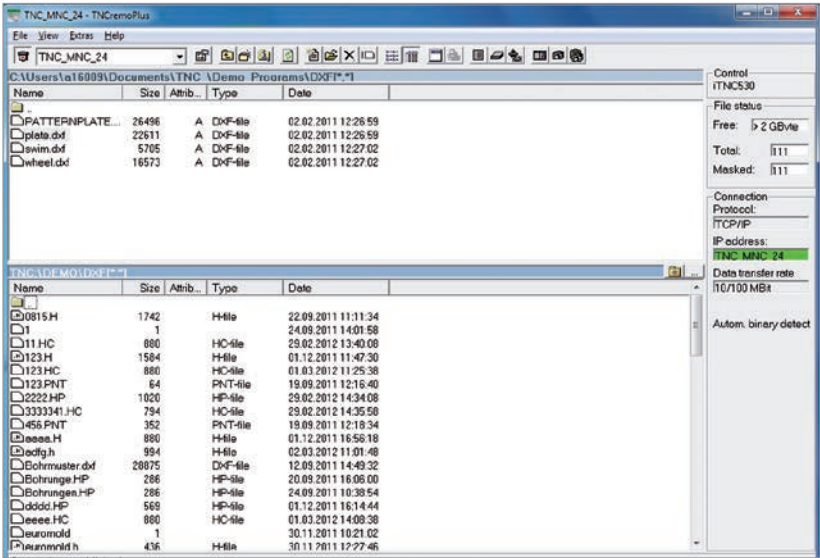 TNC_MNC_24 - TNCremoPlus
File View Extras Help
TNC_MNC_24
C:\Users\a16009\Documents\TNC \Demo Programs\DXF[*.*]
Name Size Attrib... Type Date
..
PATTERNPLATE... 26496 A DXF-file 02.02.2011 12:26:59
plate.dxf 22611 A DXF-file 02.02.2011 12:26:59
swim.dxf 5705 A DXF-file 02.02.2011 12:27:02
wheel.dxf 16573 A DXF-file 02.02.2011 12:27:02
TNC:\DEMO\DXF[*.*]
Name Size Attrib... Type Date
..
0815.H 1742 H-file 22.09.2011 11:11:34
1 1 24.09.2011 14:01:58
11.HC 880 HC-file 29.02.2012 13:40:08
123.H 1584 H-file 01.12.2011 11:47:30
123.HC 880 HC-file 01.03.2012 11:25:38
123.PNT 64 PNT-file 19.09.2011 12:16:40
2222.HP 1020 HP-file 29.02.2012 14:34:08
3333341.HC 794 HC-file 29.02.2012 14:35:58
456.PNT 352 PNT-file 19.09.2011 12:18:34
aaaa.H 880 H-file 01.12.2011 16:56:18
adfg.h 994 H-file 02.03.2012 11:01:48
Bohrmuster.dxf 28875 DXF-file 12.09.2011 14:49:32
Bohrunge.HP 286 HP-file 20.09.2011 16:06:00
Bohrungen.HP 286 HP-file 24.09.2011 10:38:54
dddd.HP 569 HP-file 01.12.2011 16:14:44
eeee.HC 880 HC-file 01.03.2012 14:08:38
euromold 1 30.11.2011 10:21:02
euromold.h 436 H-file 30.11.2011 12:27:46
Control
iTNC530
File status
Free: > 2 GByte
Total: 111
Masked: 111
Connection
Protocol:
TCP/IP
IP address:
TNC_MNC_24
Data transfer rate
10/100 MBit
Autom. binary detect